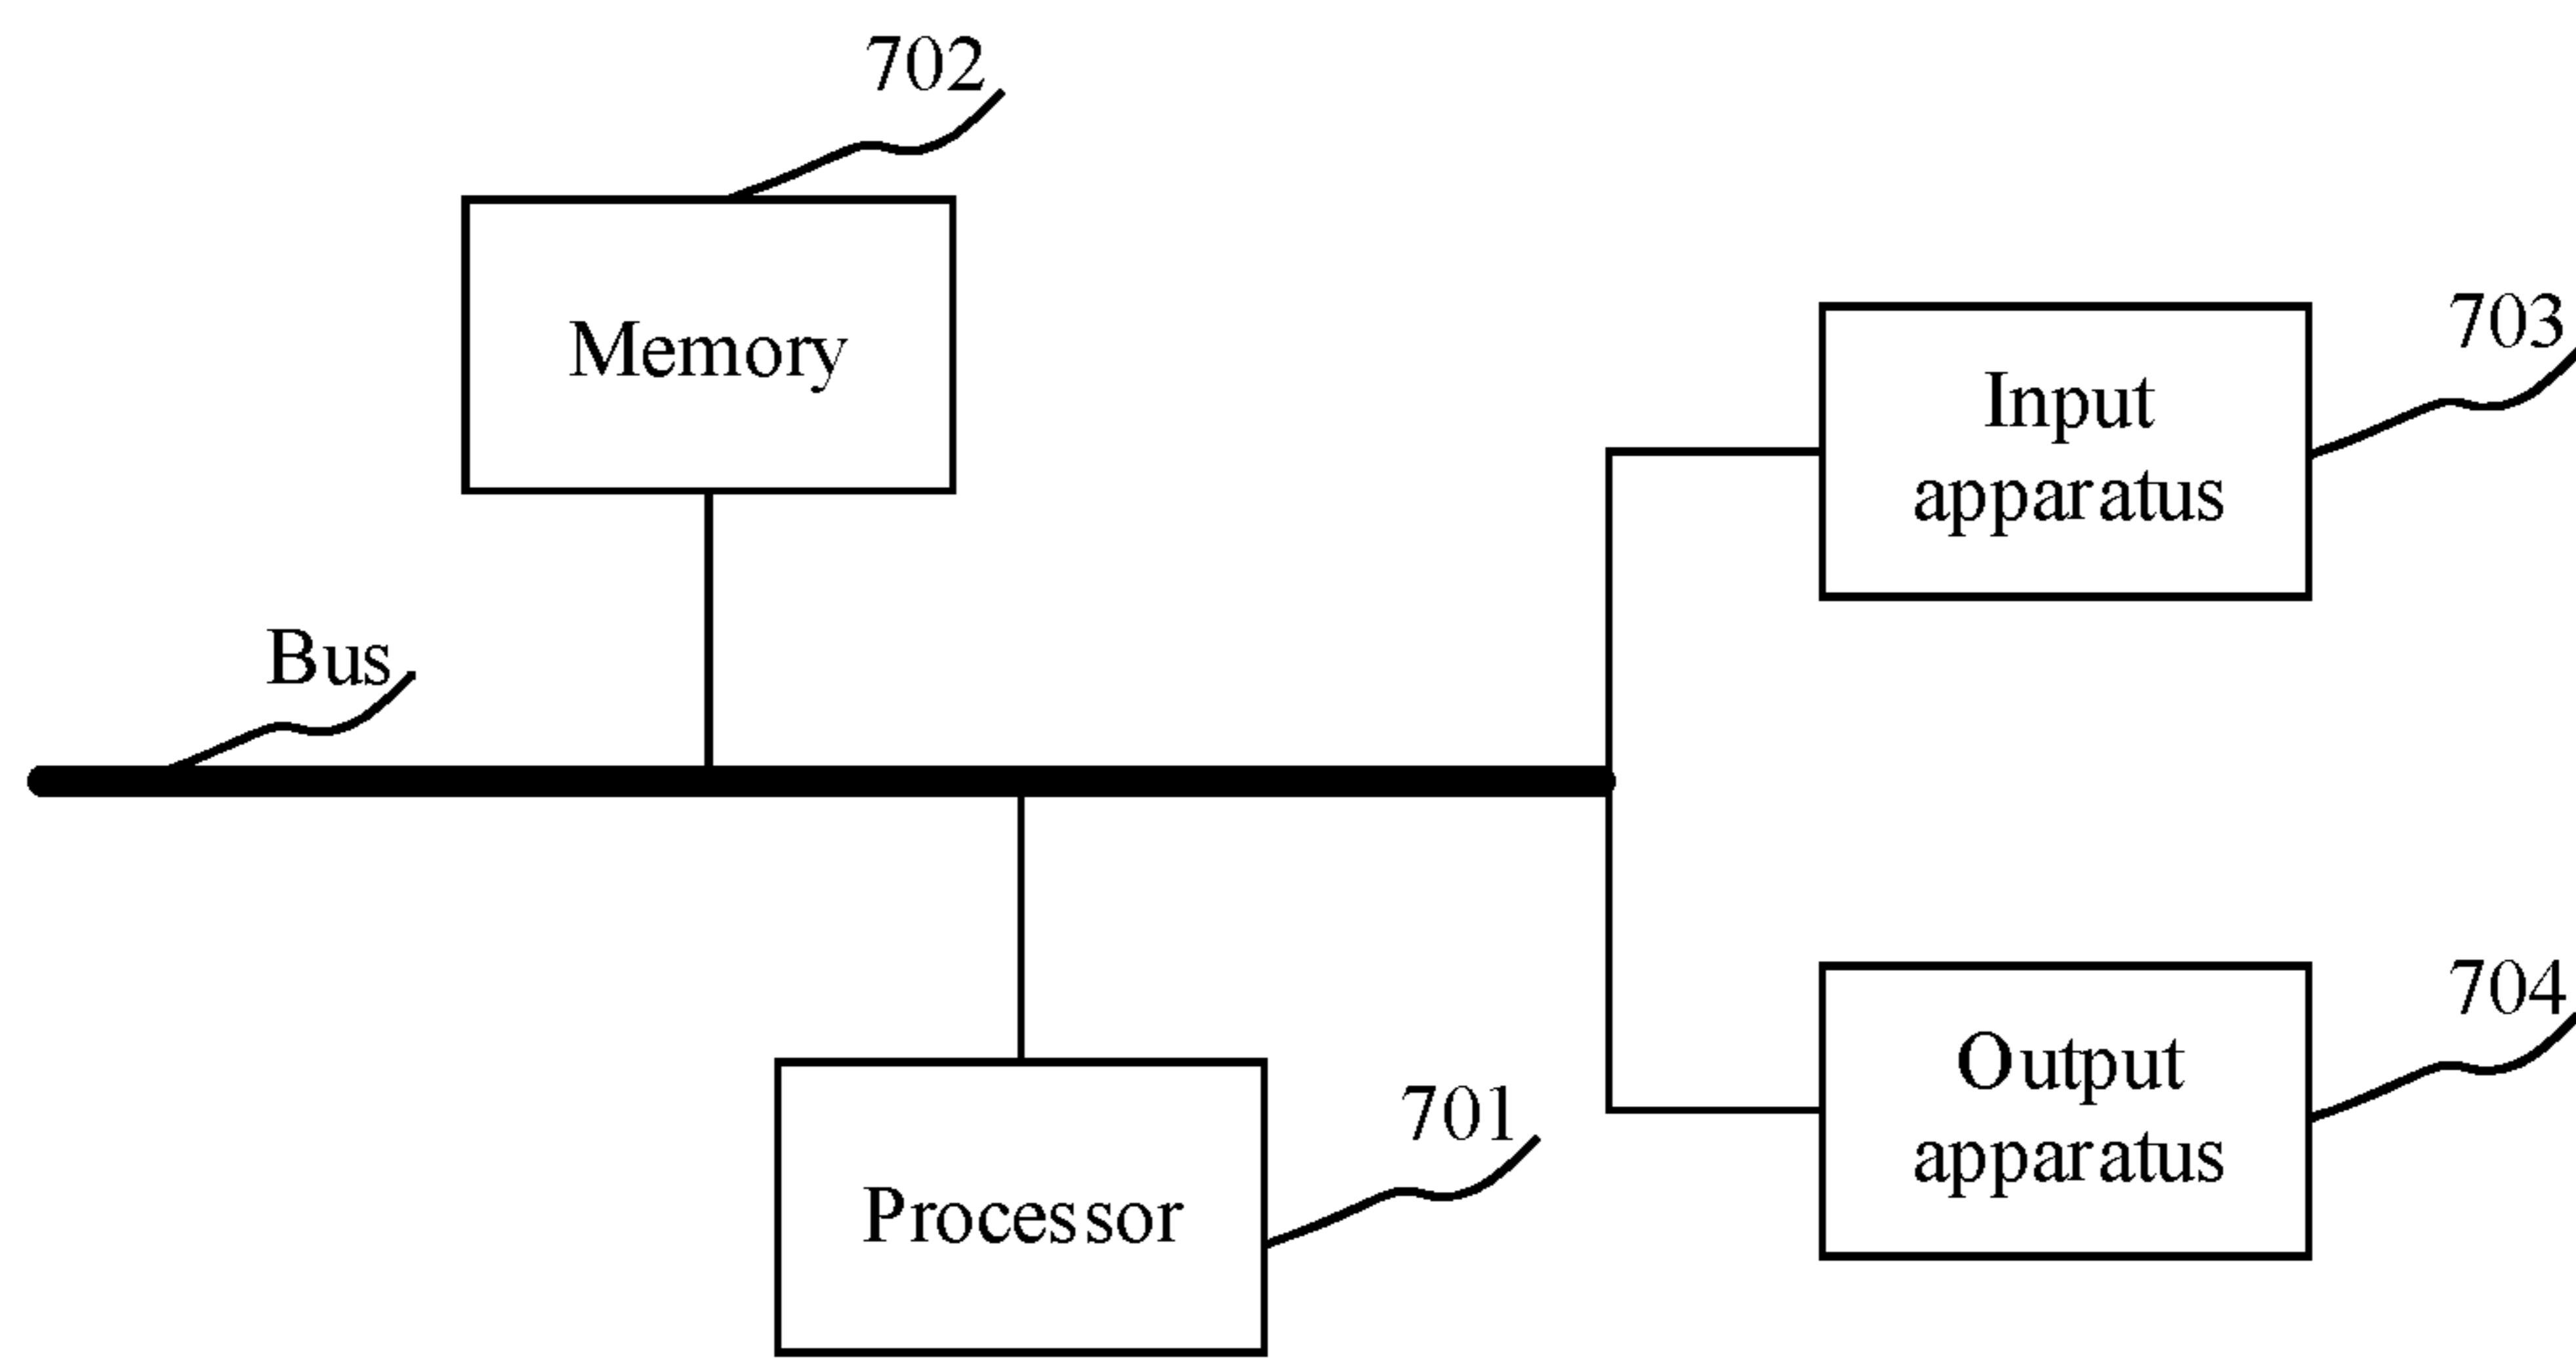 702
Memory
703
Input
apparatus
Bus
704
Output
apparatus
701
Processor